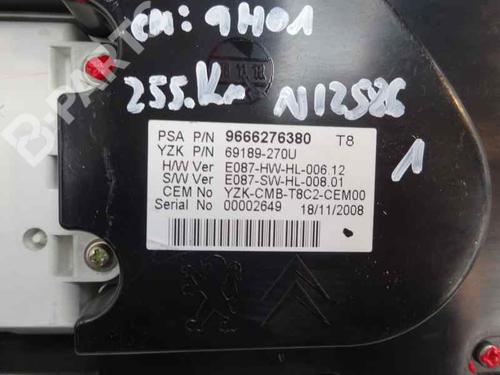 cm: 9H01
255.Km N12526
1
PSA P/N 9666276380 T8
YZK P/N 69189-270U
H/W Ver E087-HW-HL-006.12
S/W Ver E087-SW-HL-008.01
CEM No YZK-CMB-T8C2-CEM00
Serial No 00002649 18/11/2008
B-PARTS